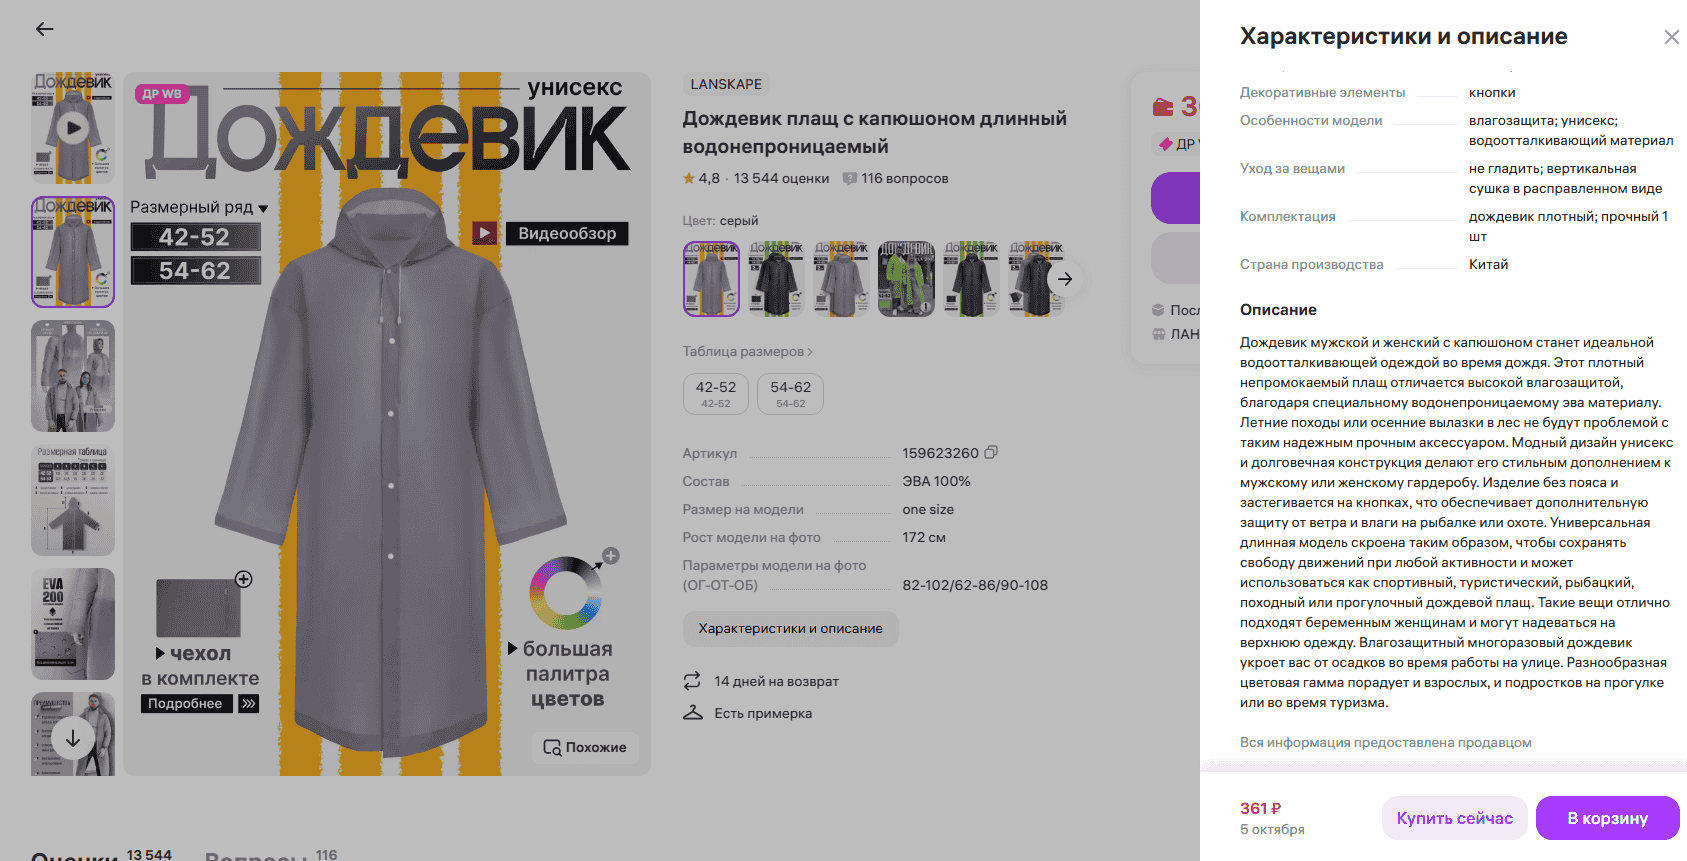 ДР WB
унисекс
Дождевик
Размерный ряд
42-52
54-62
Видеообзор
чехол
в комплекте
Подробнее
большая
палитра
цветов
Похожие
Размерная таблица
EVA
200
LANSKAPE
Дождевик плащ с капюшоном длинный
водонепроницаемый
4,8 · 13 544 оценки
116 вопросов
Цвет: серый
Таблица размеров
42-52
42-52
54-62
54-62
Артикул 159623260
Состав ЭВА 100%
Размер на модели one size
Рост модели на фото 172 см
Параметры модели на фото
(ОГ-ОТ-ОБ) 82-102/62-86/90-108
Характеристики и описание
14 дней на возврат
Есть примерка
Оценки 13 544
Вопросы 116
ДР
Посл
ЛАН
Характеристики и описание
Декоративные элементы кнопки
Особенности модели влагозащита; унисекс;
водоотталкивающий материал
Уход за вещами не гладить; вертикальная
сушка в расправленном виде
Комплектация дождевик плотный; прочный 1
шт
Страна производства Китай
Описание
Дождевик мужской и женский с капюшоном станет идеальной
водоотталкивающей одеждой во время дождя. Этот плотный
непромокаемый плащ отличается высокой влагозащитой,
благодаря специальному водонепроницаемому эва материалу.
Летние походы или осенние вылазки в лес не будут проблемой с
таким надежным прочным аксессуаром. Модный дизайн унисекс
и долговечная конструкция делают его стильным дополнением к
мужскому или женскому гардеробу. Изделие без пояса и
застегивается на кнопках, что обеспечивает дополнительную
защиту от ветра и влаги на рыбалке или охоте. Универсальная
длинная модель скроена таким образом, чтобы сохранять
свободу движений при любой активности и может
использоваться как спортивный, туристический, рыбацкий,
походный или прогулочный дождевой плащ. Такие вещи отлично
подходят беременным женщинам и могут надеваться на
верхнюю одежду. Влагозащитный многоразовый дождевик
укроет вас от осадков во время работы на улице. Разнообразная
цветовая гамма порадует и взрослых, и подростков на прогулке
или во время туризма.
Вся информация предоставлена продавцом
361 ₽
5 октября
Купить сейчас
В корзину